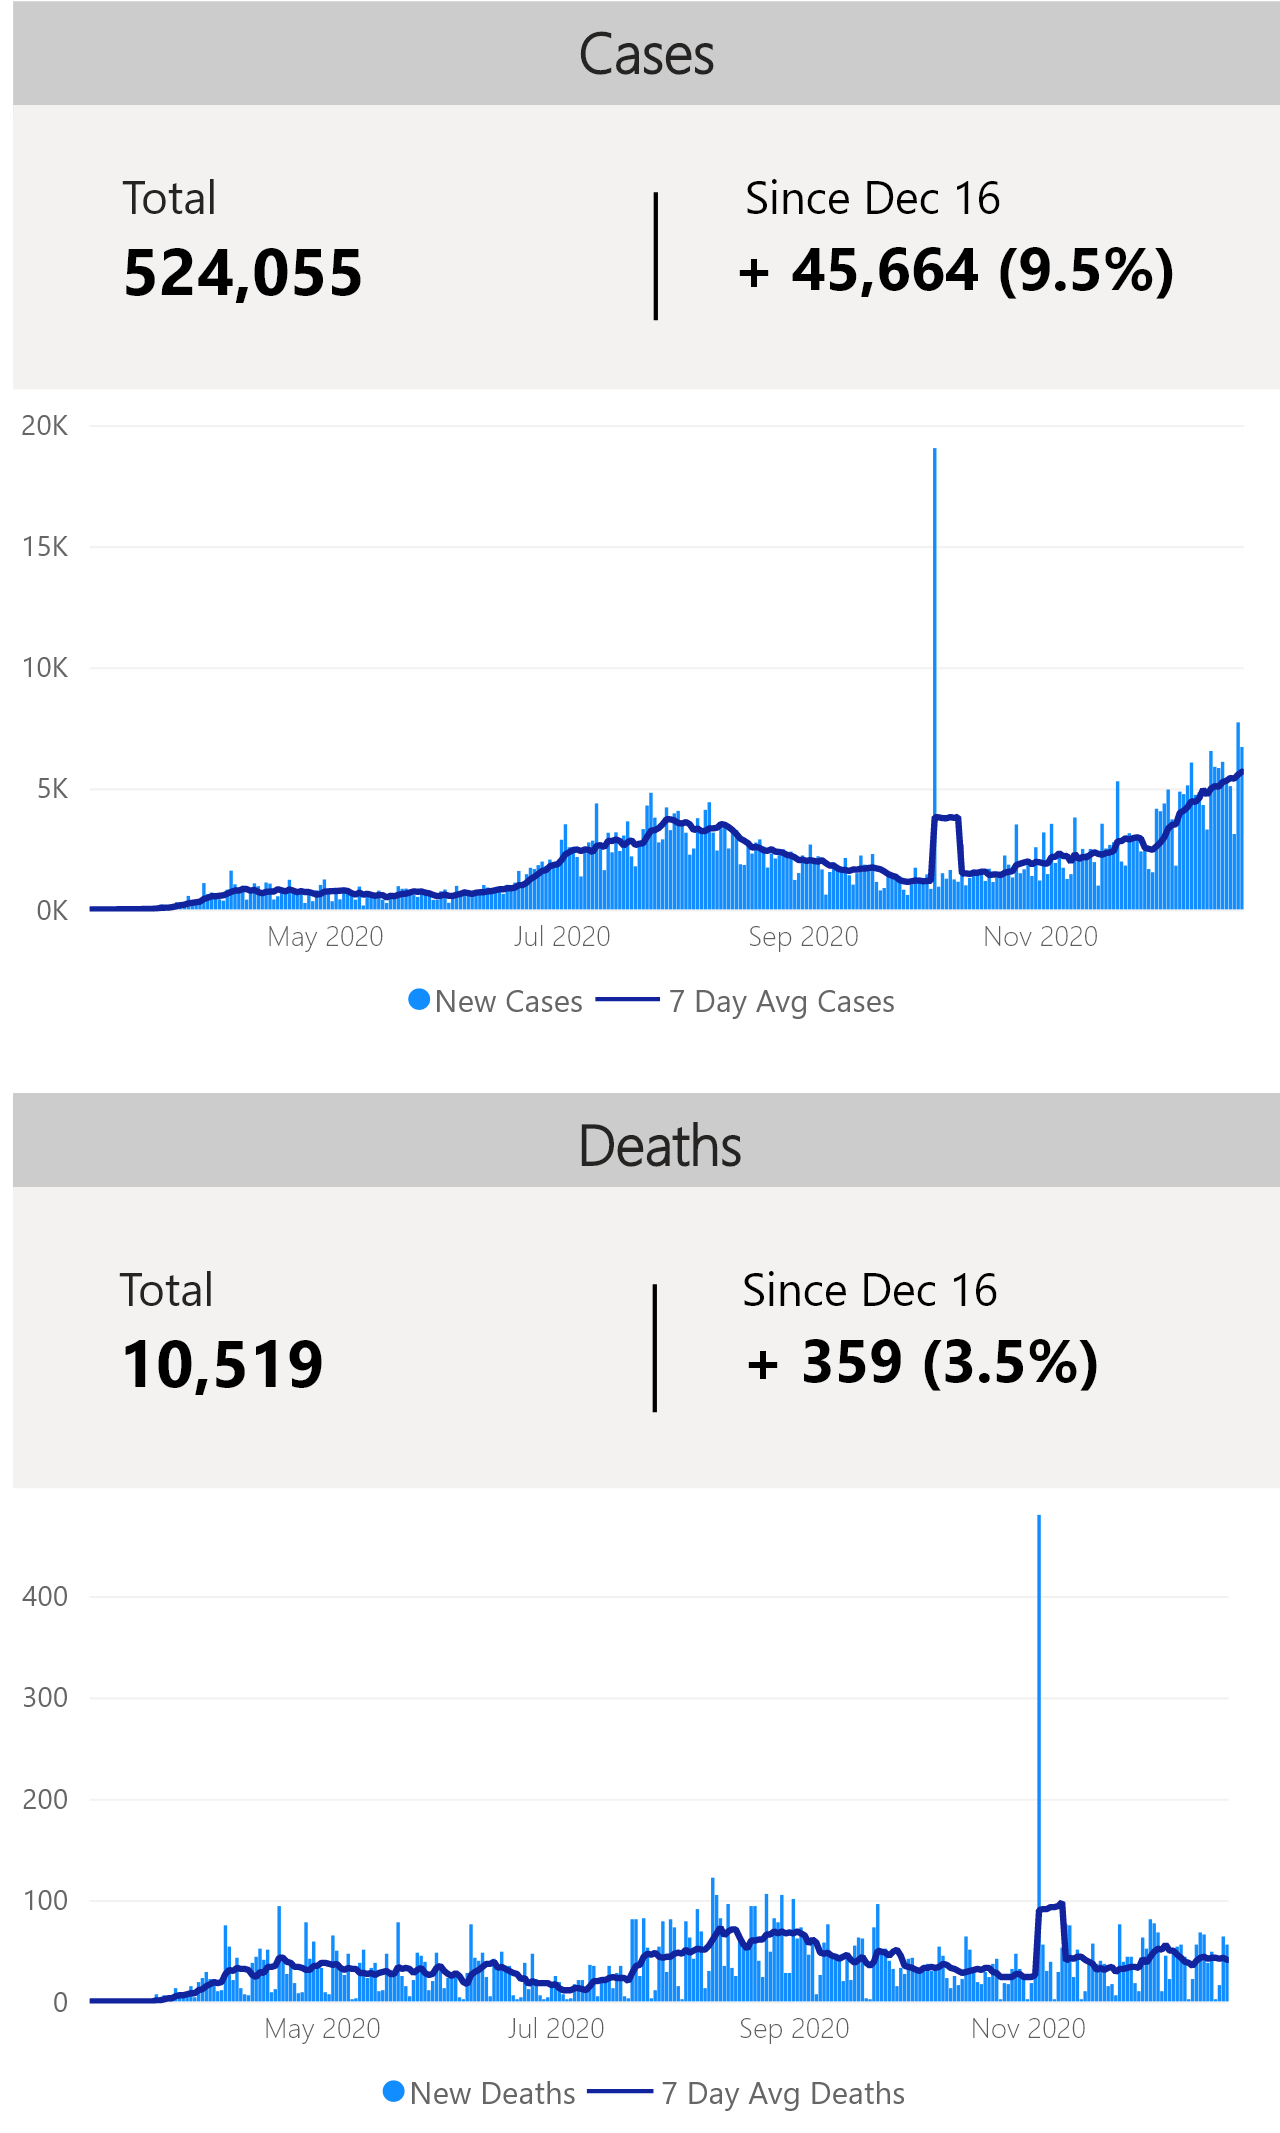 Cases
Total
Since Dec 16
524,055
+ 45,664 (9.5%)
20K
15K
10K
5K
0K
May 2020
Jul 2020
Sep 2020
Nov 2020
New Cases
7 Day Avg Cases
Deaths
Total
Since Dec 16
10,519
+ 359 (3.5%)
400
300
200
100
0
May 2020
Jul 2020
Sep 2020
Nov 2020
New Deaths
7 Day Avg Deaths